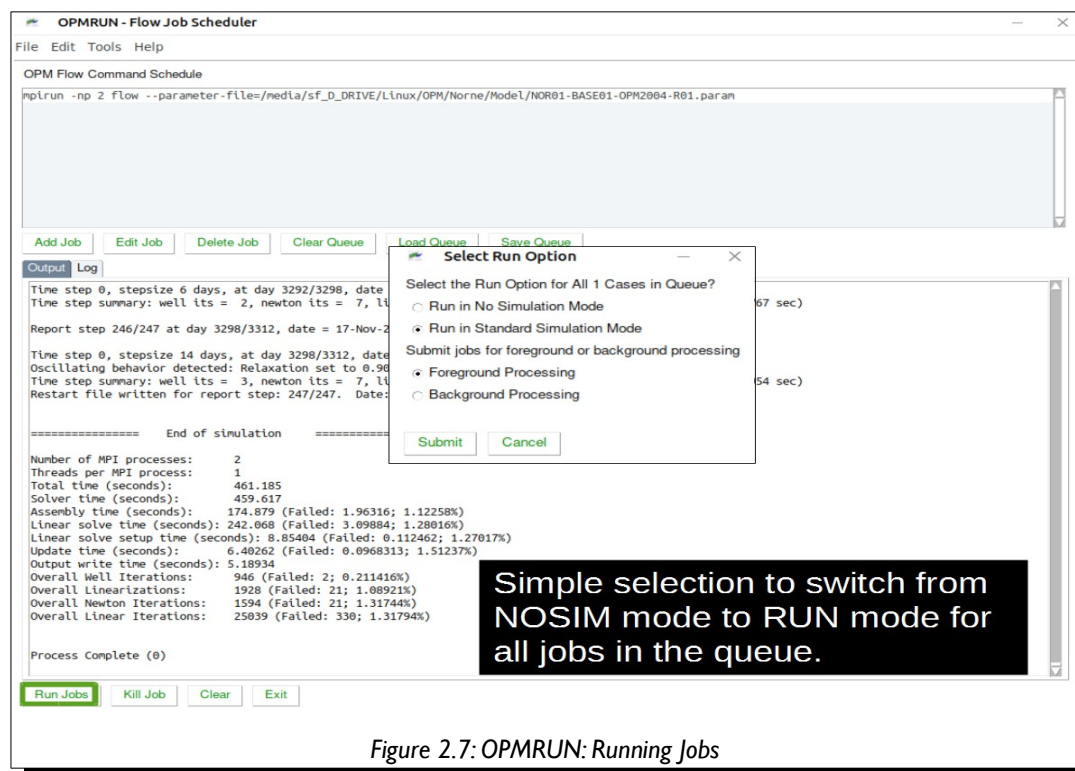 OPMRUN - Flow Job Scheduler
File Edit Tools Help
OPM Flow Command Schedule
mpirun -np 2 flow --parameter-file=/media/sf_D_DRIVE/Linux/OPM/Norne/Model/NOR01-BASE01-OPM2004-R01.param
Add Job Edit Job Delete Job Clear Queue Load Queue Save Queue
Output Log
Time step 0, stepsize 6 days, at day 3292/3298, date
Time step summary: well its = 2, newton its = 7, li
67 sec)
Report step 246/247 at day 3298/3312, date = 17-Nov-2
Time step 0, stepsize 14 days, at day 3298/3312, date
Oscillating behavior detected: Relaxation set to 0.90
Time step summary: well its = 3, newton its = 7, li
54 sec)
Restart file written for report step: 247/247. Date:
================ End of simulation ============
Number of MPI processes: 2
Threads per MPI process: 1
Total time (seconds): 461.185
Solver time (seconds): 459.617
Assembly time (seconds): 174.879 (Failed: 1.96316; 1.12258%)
Linear solve time (seconds): 242.068 (Failed: 3.09884; 1.28016%)
Linear solve setup time (seconds): 8.85404 (Failed: 0.112462; 1.27017%)
Update time (seconds): 6.40262 (Failed: 0.0968313; 1.51237%)
Output write time (seconds): 5.18934
Overall Well Iterations: 946 (Failed: 2; 0.211416%)
Overall Linearizations: 1928 (Failed: 21; 1.08921%)
Overall Newton Iterations: 1594 (Failed: 21; 1.31744%)
Overall Linear Iterations: 25039 (Failed: 330; 1.31794%)
Process Complete (0)
Select Run Option
Select the Run Option for All 1 Cases in Queue?
Run in No Simulation Mode
Run in Standard Simulation Mode
Submit jobs for foreground or background processing
Foreground Processing
Background Processing
Submit Cancel
Simple selection to switch from
NOSIM mode to RUN mode for
all jobs in the queue.
Run Jobs Kill Job Clear Exit
Figure 2.7: OPMRUN: Running Jobs